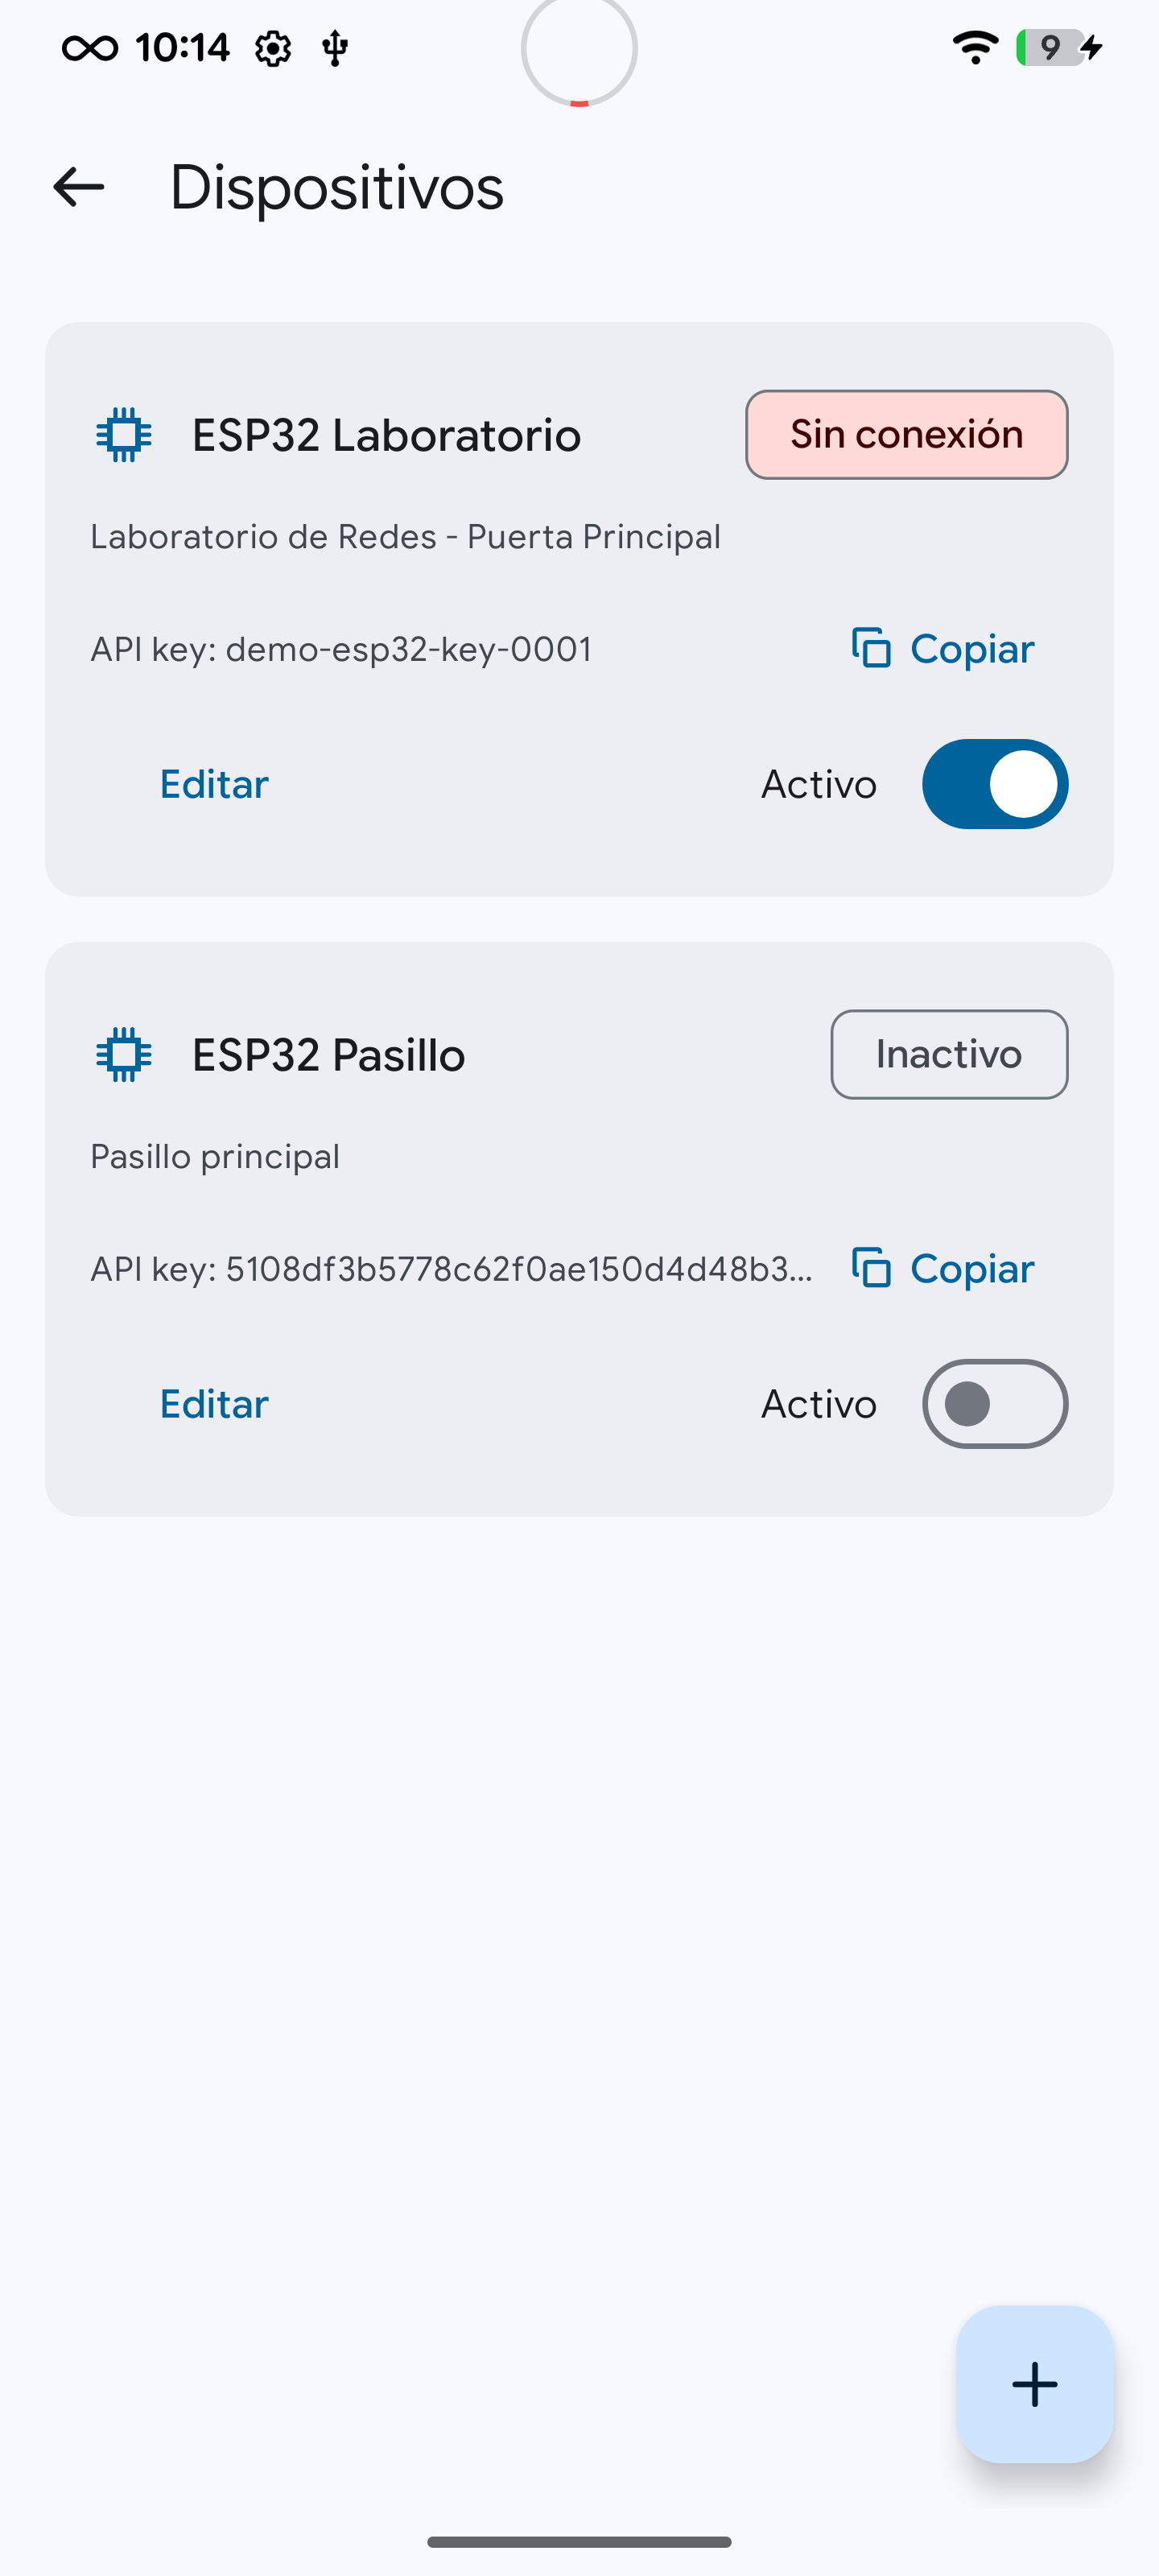 10:14
9
Dispositivos
ESP32 Laboratorio
Sin conexión
Laboratorio de Redes - Puerta Principal
API key: demo-esp32-key-0001
Copiar
Editar
Activo
ESP32 Pasillo
Inactivo
Pasillo principal
API key: 5108df3b5778c62f0ae150d4d48b3...
Copiar
Editar
Activo